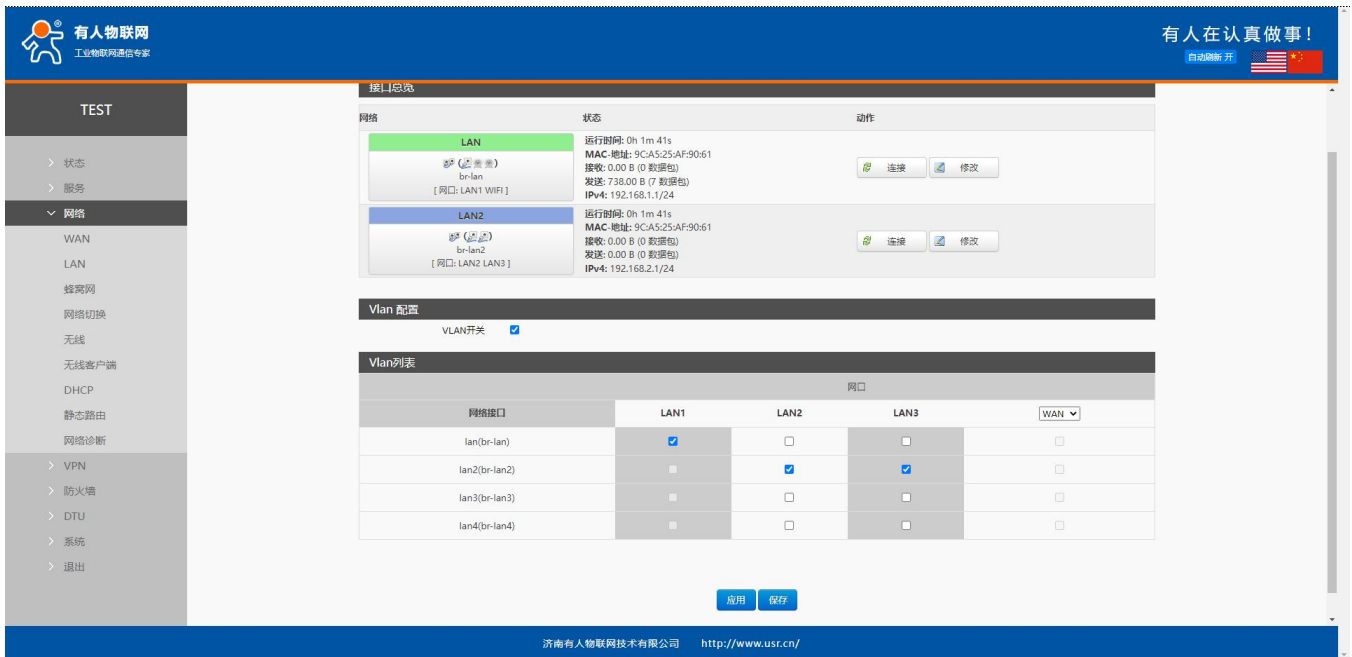 有人物联网
工业物联网通信专家
有人在认真做事！
自动刷新 开
TEST
状态
服务
网络
WAN
LAN
蜂窝网
网络切换
无线
无线客户端
DHCP
静态路由
网络诊断
VPN
防火墙
DTU
系统
退出
接口总览
网络 状态 动作
LAN
br-lan
[ 网口: LAN1 WIFI ]
运行时间: 0h 1m 41s
MAC-地址: 9C:A5:25:AF:90:61
接收: 0.00 B (0 数据包)
发送: 738.00 B (7 数据包)
IPv4: 192.168.1.1/24
连接 修改
LAN2
br-lan2
[ 网口: LAN2 LAN3 ]
运行时间: 0h 1m 41s
MAC-地址: 9C:A5:25:AF:90:61
接收: 0.00 B (0 数据包)
发送: 0.00 B (0 数据包)
IPv4: 192.168.2.1/24
连接 修改
Vlan 配置
VLAN开关
Vlan列表
网口
网络接口 LAN1 LAN2 LAN3 WAN
lan(br-lan)
lan2(br-lan2)
lan3(br-lan3)
lan4(br-lan4)
应用 保存
济南有人物联网技术有限公司 http://www.usr.cn/